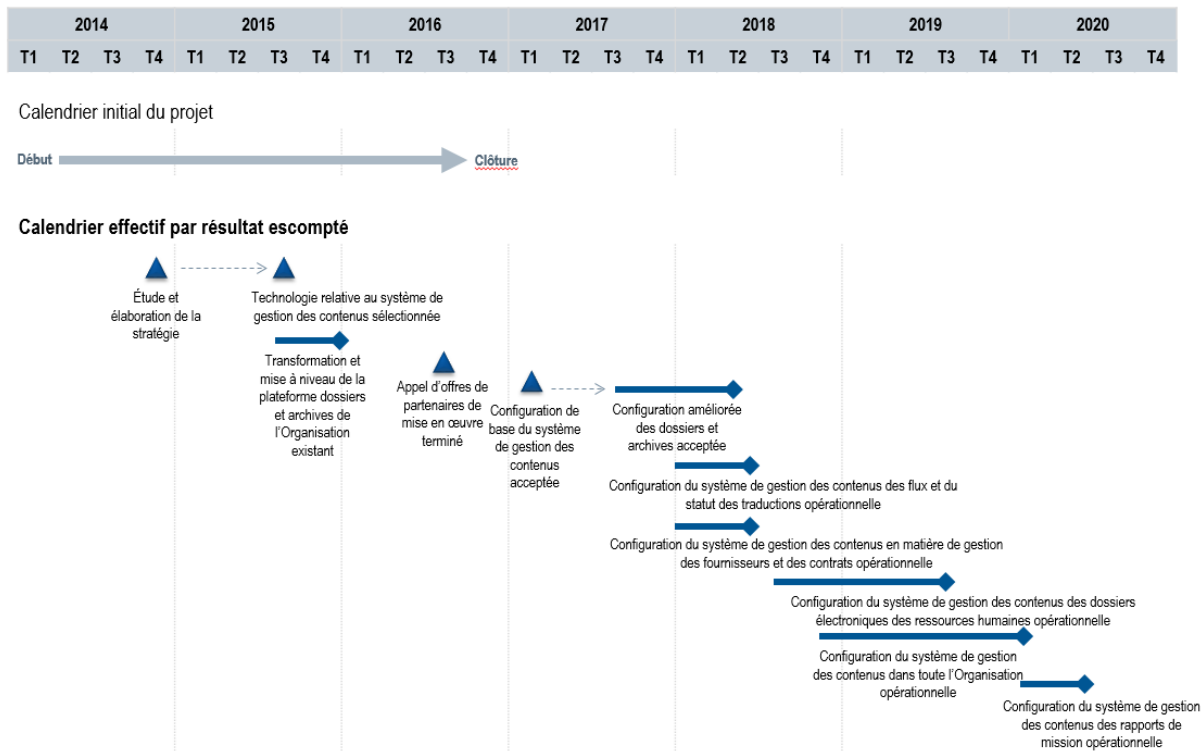 2014 2015 2016 2017 2018 2019 2020
T1 T2 T3 T4 T1 T2 T3 T4 T1 T2 T3 T4 T1 T2 T3 T4 T1 T2 T3 T4 T1 T2 T3 T4 T1 T2 T3 T4
Calendrier initial du projet
Début
Clôture
Calendrier effectif par résultat escompté
Étude et
élaboration de la
stratégie
Technologie relative au système de
gestion des contenus sélectionnée
Transformation et
mise à niveau de la
plateforme dossiers
et archives de
l’Organisation
existant
Appel d’offres de
partenaires de
mise en œuvre
terminé
Configuration de
base du système
de gestion des
contenus
acceptée
Configuration améliorée
des dossiers et
archives acceptée
Configuration du système de gestion des contenus des flux et du
statut des traductions opérationnelle
Configuration du système de gestion des contenus en matière de gestion
des fournisseurs et des contrats opérationnelle
Configuration du système de gestion des contenus des dossiers
électroniques des ressources humaines opérationnelle
Configuration du système de gestion
des contenus dans toute l’Organisation
opérationnelle
Configuration du système de gestion
des contenus des rapports de
mission opérationnelle